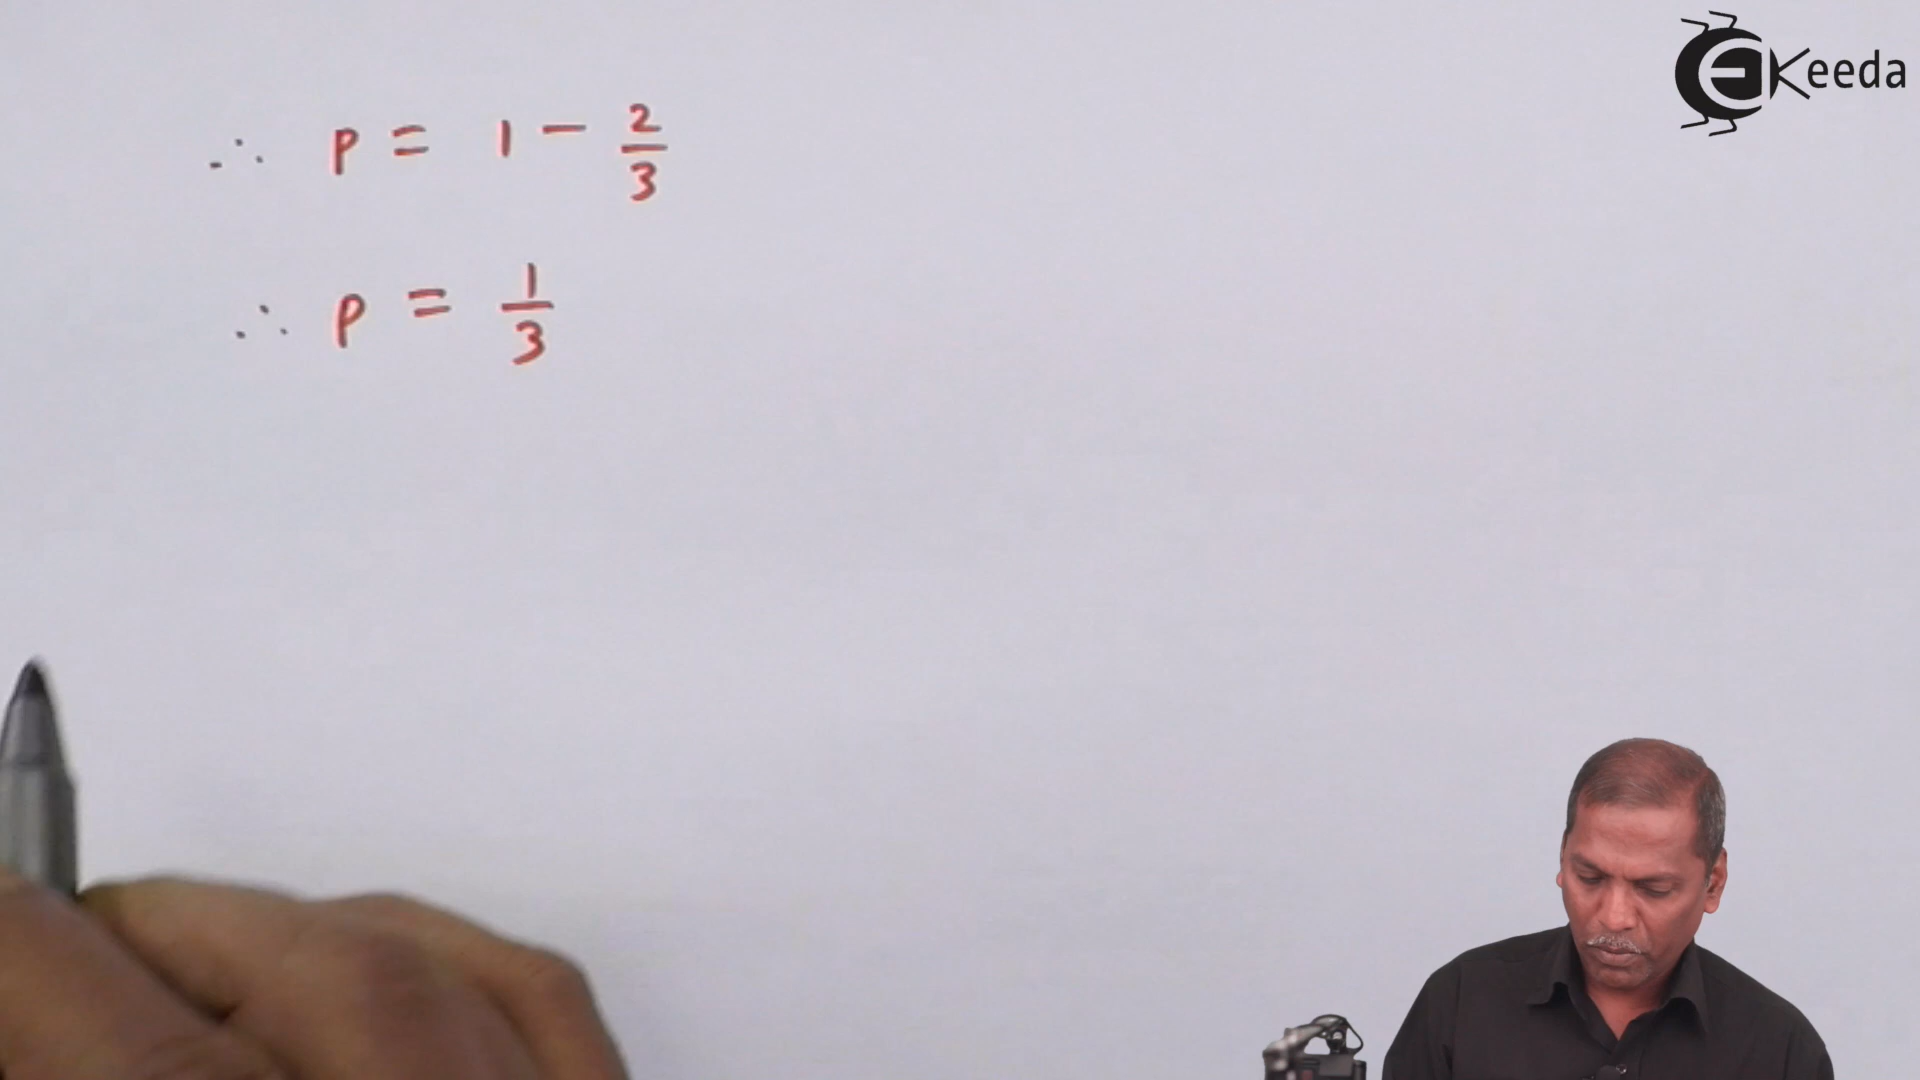 ∴ p = 1 - 2/3
∴ p = 1/3
EKeeda